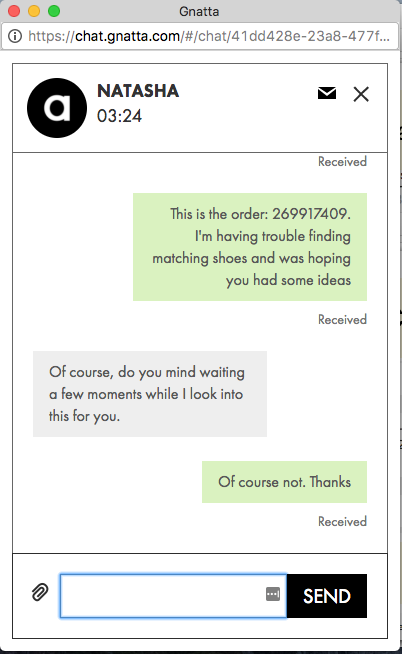 Gnatta
https://chat.gnatta.com/#/chat/41dd428e-23a8-477f...
a
NATASHA
03:24
Received
This is the order: 269917409.
I'm having trouble finding
matching shoes and was hoping
you had some ideas
Received
Of course, do you mind waiting
a few moments while I look into
this for you.
Of course not. Thanks
Received
SEND